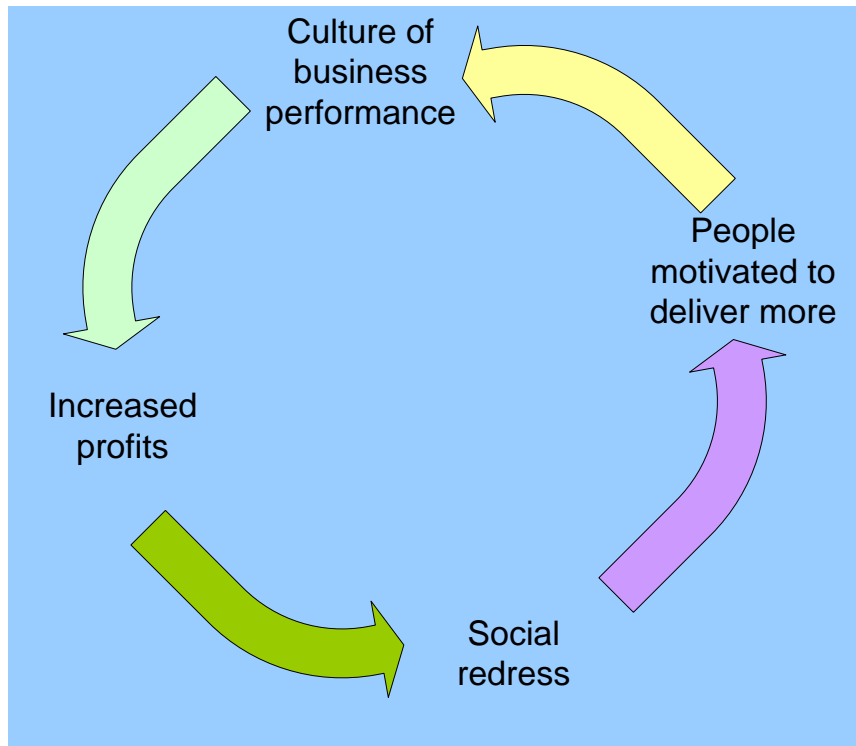 Culture of
business
performance
People
motivated to
deliver more
Increased
profits
Social
redress